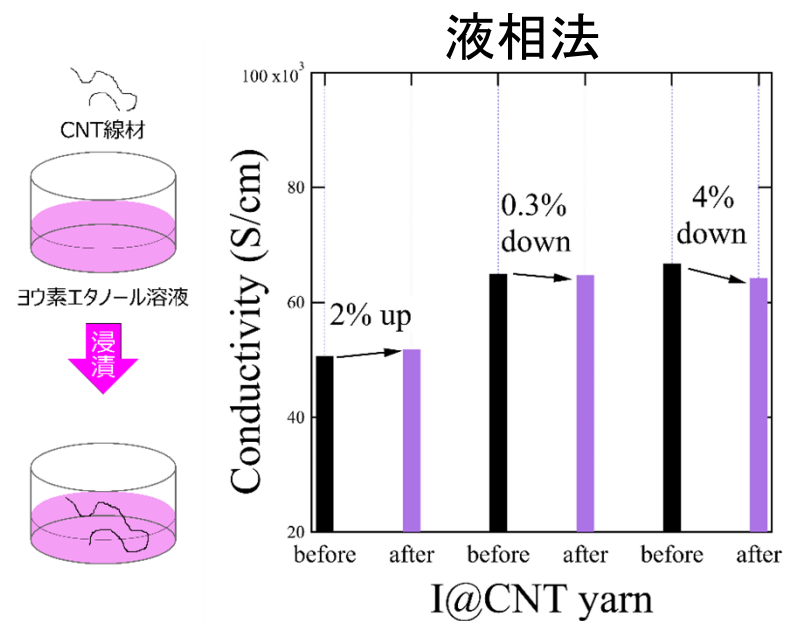 液相法
CNT線材
ヨウ素エタノール溶液
浸
漬
100 x10³
80
60
40
20
Conductivity (S/cm)
2% up
0.3%
down
4%
down
before after before after before after
I@CNT yarn